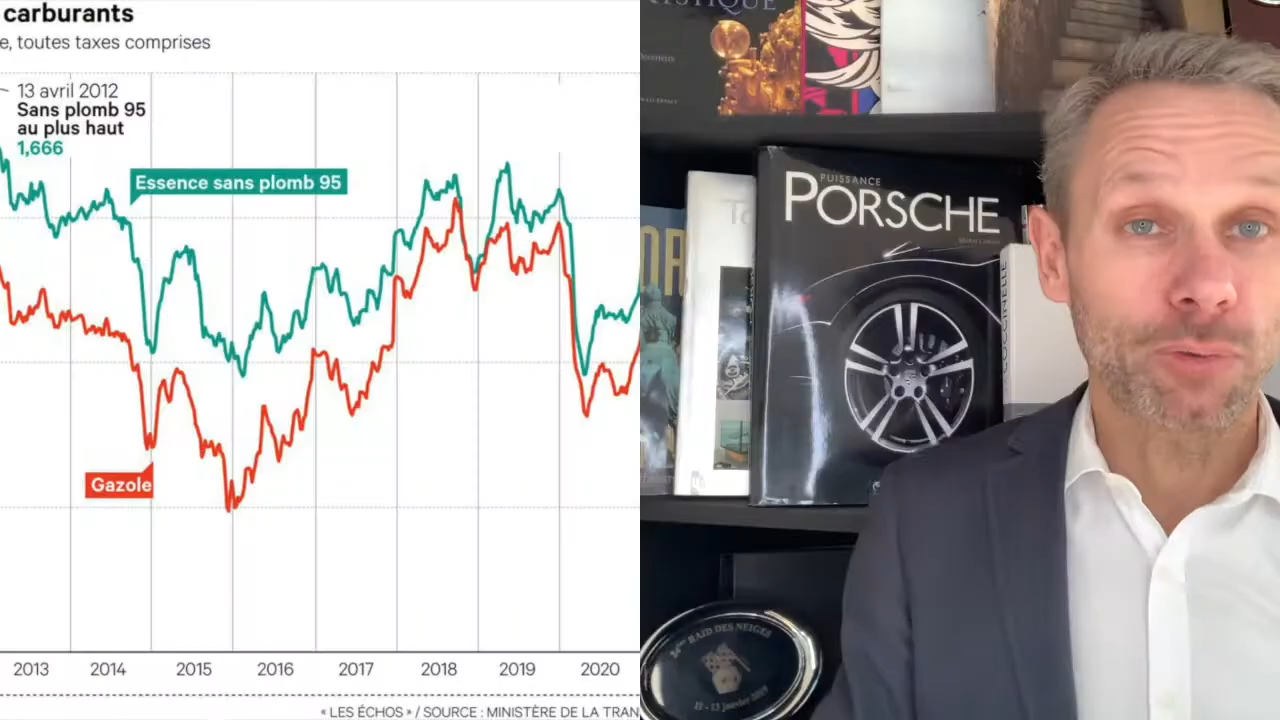 carburants
e, toutes taxes comprises
13 avril 2012
Sans plomb 95
au plus haut
1,666
Essence sans plomb 95
Gazole
2013 2014 2015 2016 2017 2018 2019 2020
« LES ÉCHOS » / SOURCE : MINISTÈRE DE LA TRAN
ISTIQUE
PUISSANCE
PORSCHE
COCCINELLE
RAID DES NEIGES